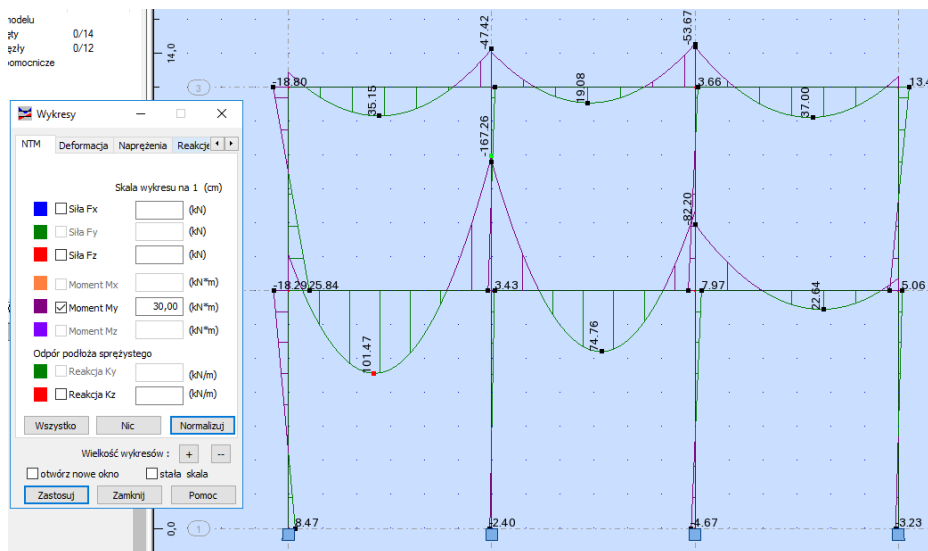 modelu
ęty 0/14
ęzły 0/12
pomocnicze
Wykresy
NTM Deformacja Naprężenia Reakcje
Skala wykresu na 1 (cm)
Siła Fx (kN)
Siła Fy (kN)
Siła Fz (kN)
Moment Mx (kN*m)
Moment My 30,00 (kN*m)
Moment Mz (kN*m)
Odpór podłoża sprężystego
Reakcja Ky (kN/m)
Reakcja Kz (kN/m)
Wszystko Nic Normalizuj
Wielkość wykresów : + --
otwórz nowe okno stała skala
Zastosuj Zamknij Pomoc
14,0
-47.42 -53.67
3 -18.80 3.66 13.4
35.15 19.08 37.00
-167.26
-82.20
-18.29 25.84 3.43 7.97 5.06
101.47 74.76 22.64
0,0 1 8.47 -2.40 -4.67 -3.23